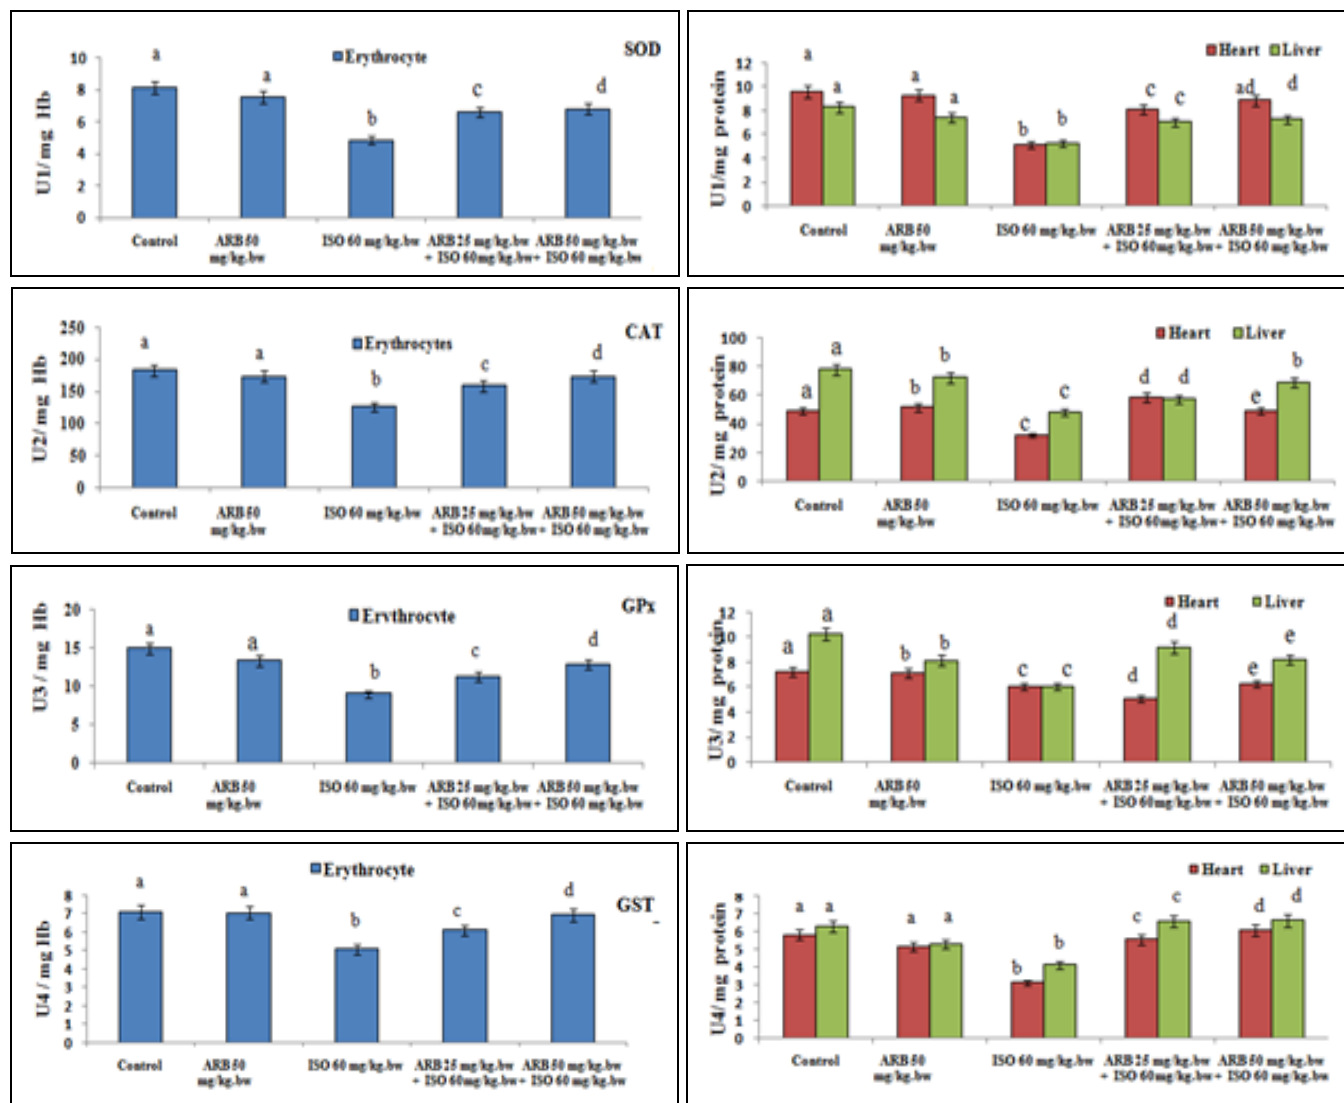 SOD
Erythrocyte
U1/ mg Hb
10
8
6
4
2
0
a
a
b
c
d
Control
ARB 50
mg/kg.bw
ISO 60 mg/kg.bw
ARB 25 mg/kg.bw
+ ISO 60mg/kg.bw
ARB 50 mg/kg.bw
+ ISO 60 mg/kg.bw
Heart
Liver
U1/mg protein
12
10
8
6
4
2
0
a
a
a
a
b
b
c
c
ad
d
Control
ARB 50
mg/kg.bw
ISO 60 mg/kg.bw
ARB 25 mg/kg.bw
+ ISO 60mg/kg.bw
ARB 50 mg/kg.bw
+ ISO 60 mg/kg.bw
CAT
Erythrocytes
U2/ mg Hb
250
200
150
100
50
0
a
a
b
c
d
Control
ARB 50
mg/kg.bw
ISO 60 mg/kg.bw
ARB 25 mg/kg.bw
+ ISO 60mg/kg.bw
ARB 50 mg/kg.bw
+ ISO 60 mg/kg.bw
Heart
Liver
U2/ mg protein
100
80
60
40
20
0
a
a
b
b
c
c
d
d
e
b
Control
ARB 50
mg/kg.bw
ISO 60 mg/kg.bw
ARB 25 mg/kg.bw
+ ISO 60mg/kg.bw
ARB 50 mg/kg.bw
+ ISO 60 mg/kg.bw
GPx
Ervthrocvte
U3 / mg Hb
20
15
10
5
0
a
a
b
c
d
Control
ARB 50
mg/kg.bw
ISO 60 mg/kg.bw
ARB 25 mg/kg.bw
+ ISO 60mg/kg.bw
ARB 50 mg/kg.bw
+ ISO 60 mg/kg.bw
Heart
Liver
U3/ mg protein
12
10
8
6
4
2
0
a
a
b
b
c
c
d
d
e
e
Control
ARB 50
mg/kg.bw
ISO 60 mg/kg.bw
ARB 25 mg/kg.bw
+ ISO 60mg/kg.bw
ARB 50 mg/kg.bw
+ ISO 60 mg/kg.bw
GST
-
Erythrocyte
U4 / mg Hb
8
7
6
5
4
3
2
1
0
a
a
b
c
d
Control
ARB 50
mg/kg.bw
ISO 60 mg/kg.bw
ARB 25 mg/kg.bw
+ ISO 60mg/kg.bw
ARB 50 mg/kg.bw
+ ISO 60 mg/kg.bw
Heart
Liver
U4/ mg protein
8
7
6
5
4
3
2
1
0
a
a
a
a
b
b
c
c
d
d
Control
ARB 50
mg/kg.bw
ISO 60 mg/kg.bw
ARB 25 mg/kg.bw
+ ISO 60mg/kg.bw
ARB 50 mg/kg.bw
+ ISO 60 mg/kg.bw